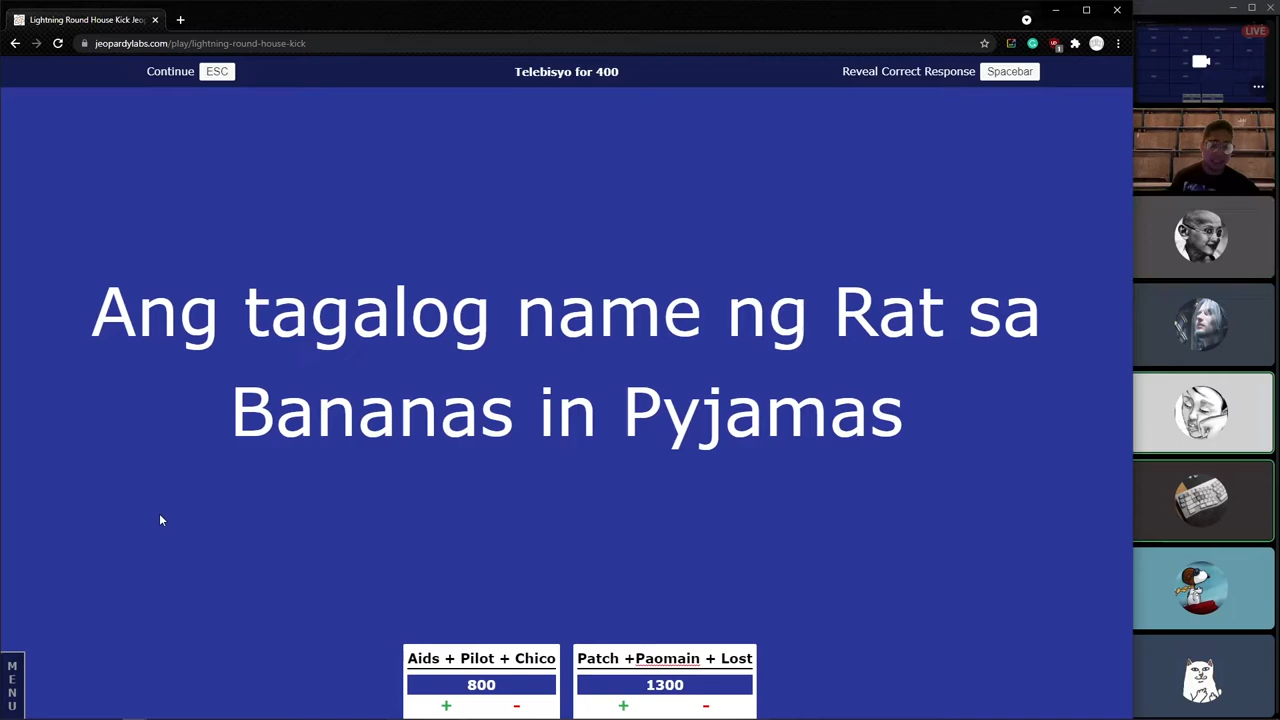 Lightning Round House Kick Jeo
jeopardylabs.com/play/lightning-round-house-kick
Continue ESC
Telebisyo for 400
Reveal Correct Response Spacebar
LIVE
Ang tagalog name ng Rat sa
Bananas in Pyjamas
MENU
Aids + Pilot + Chico
800
+ -
Patch +Paomain + Lost
1300
+ -